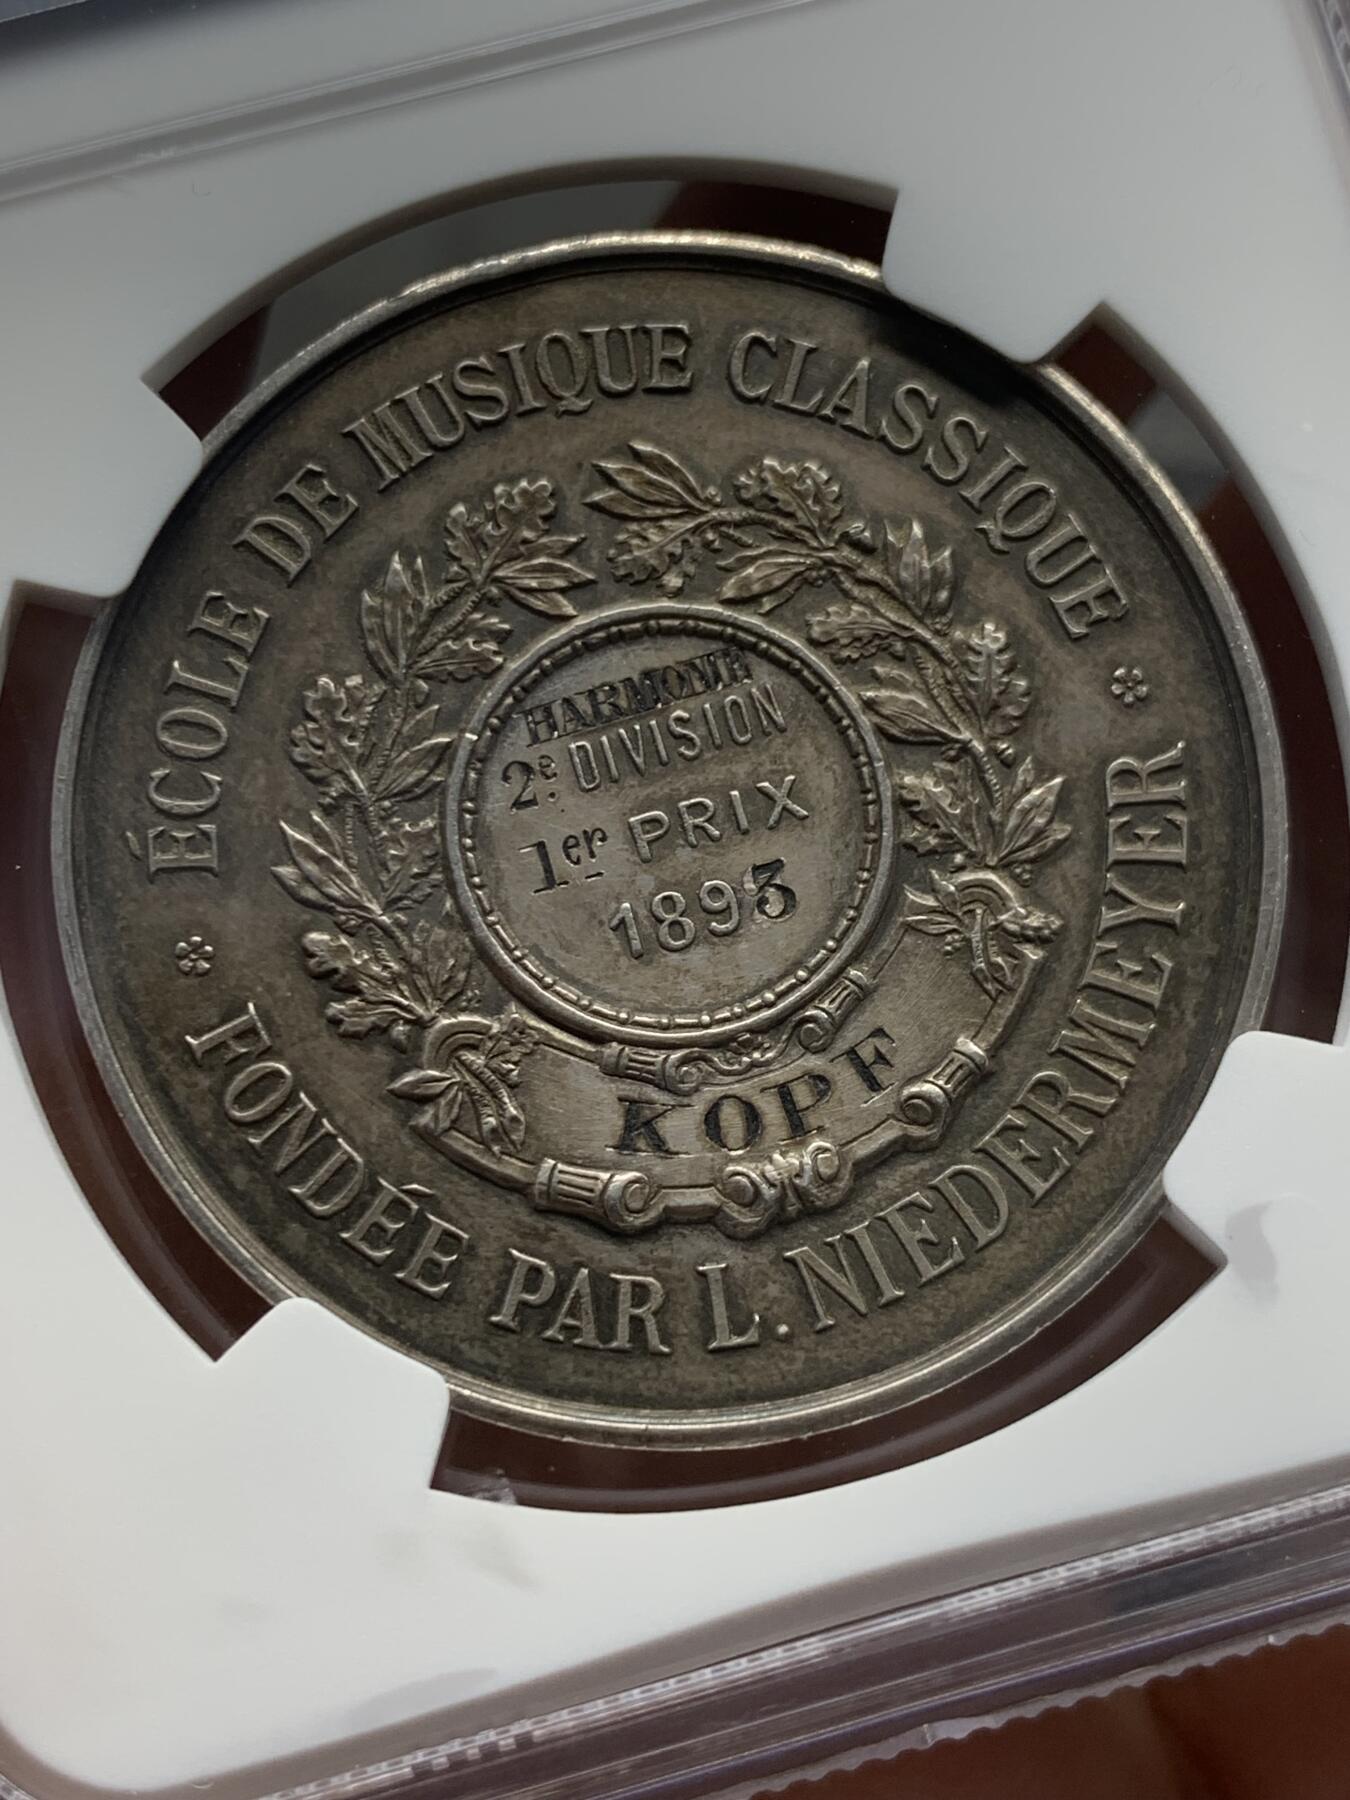 ÉCOLE DE MUSIQUE CLASSIQUE
HARMONIE
2e. DIVISION
1er PRIX
1893
KOPF
FONDÉE PAR L. NIEDERMEYER